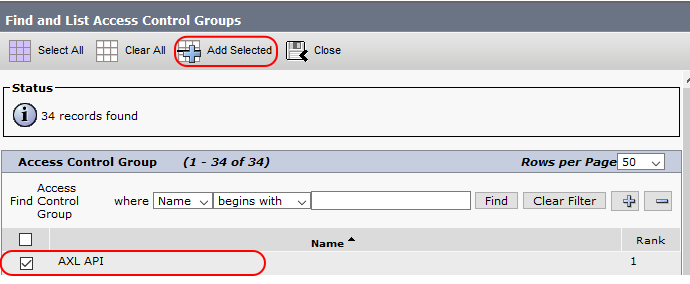 Find and List Access Control Groups
Select All Clear All Add Selected Close
Status
34 records found
Access Control Group (1 - 34 of 34) Rows per Page 50
Find Access Control Group where Name begins with Find Clear Filter
Name Rank
AXL API 1